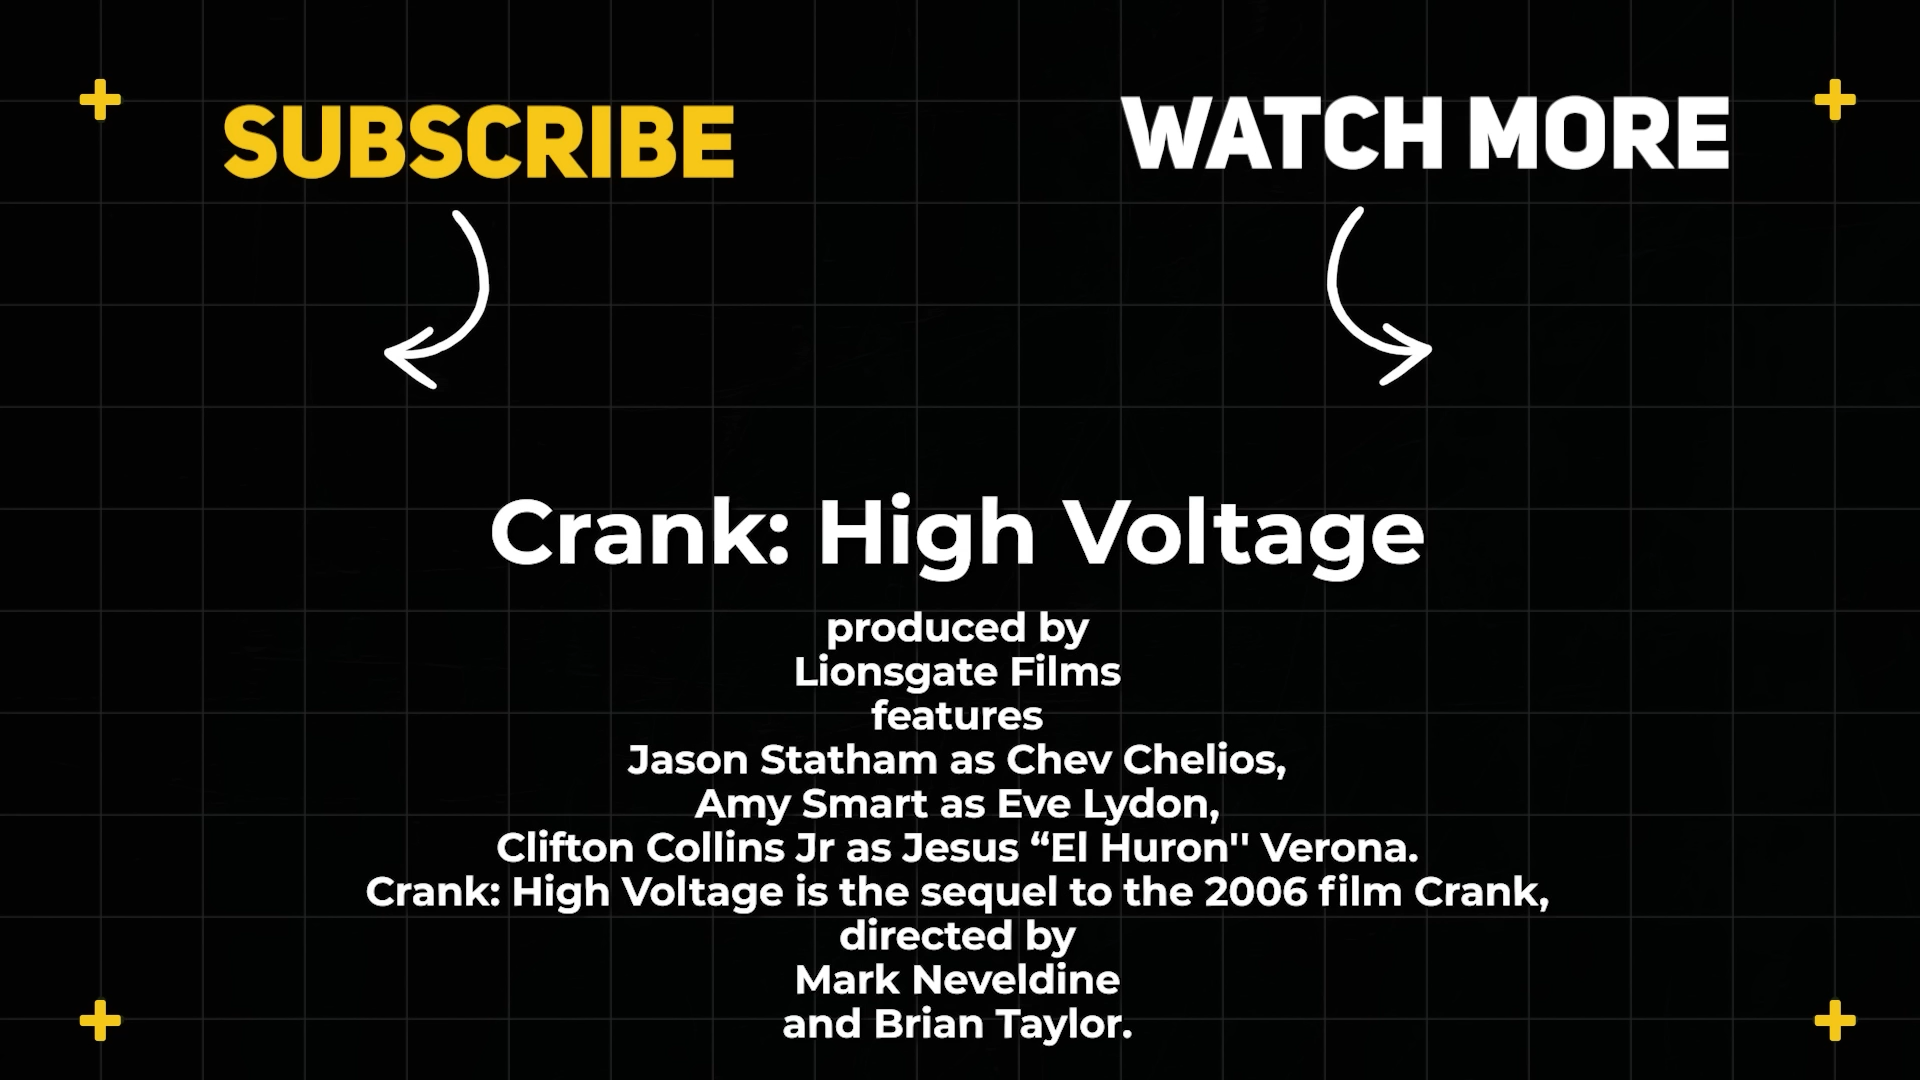 SUBSCRIBE
WATCH MORE
Crank: High Voltage
produced by
Lionsgate Films
features
Jason Statham as Chev Chelios,
Amy Smart as Eve Lydon,
Clifton Collins Jr as Jesus “El Huron'' Verona.
Crank: High Voltage is the sequel to the 2006 film Crank,
directed by
Mark Neveldine
and Brian Taylor.